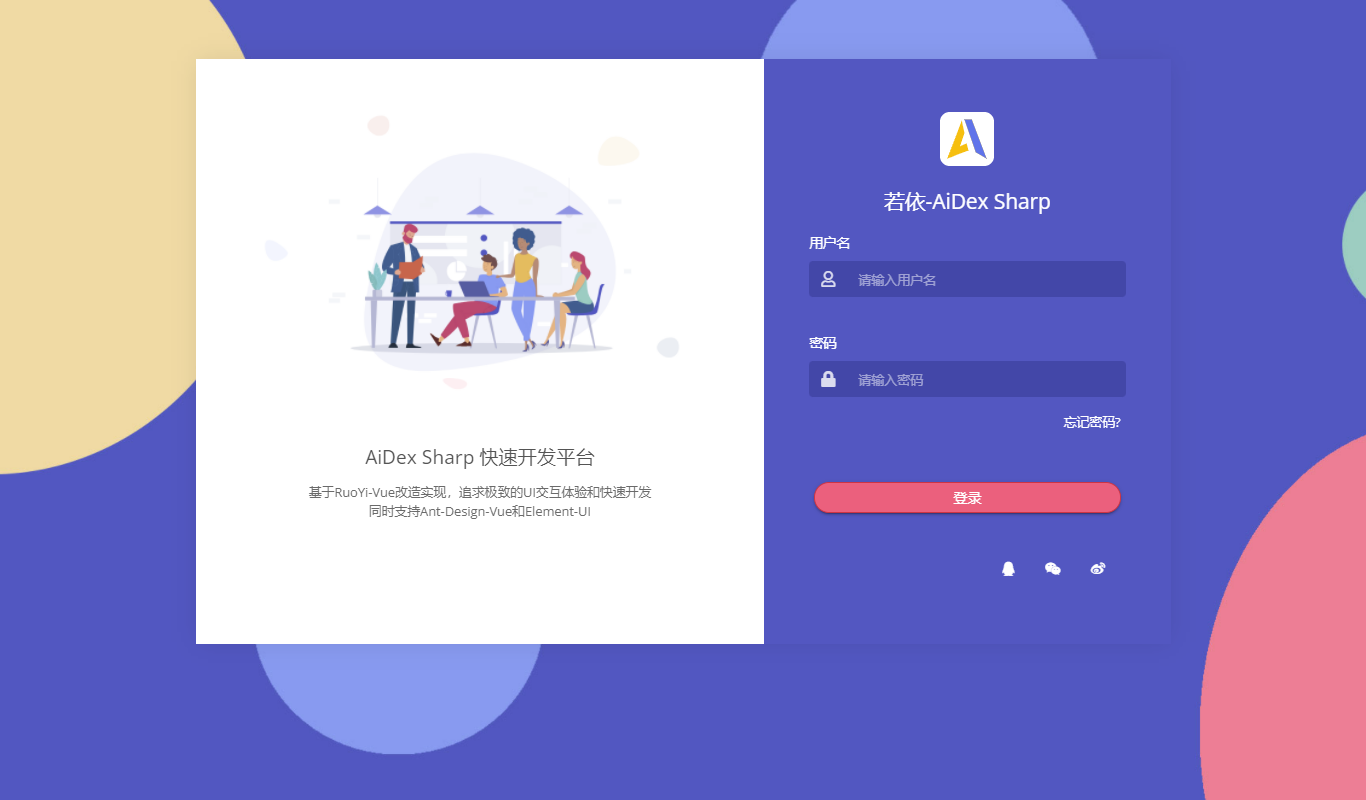 若依-AiDex Sharp
用户名
请输入用户名
密码
请输入密码
忘记密码?
登录
AiDex Sharp 快速开发平台
基于RuoYi-Vue改造实现，追求极致的UI交互体验和快速开发
同时支持Ant-Design-Vue和Element-UI